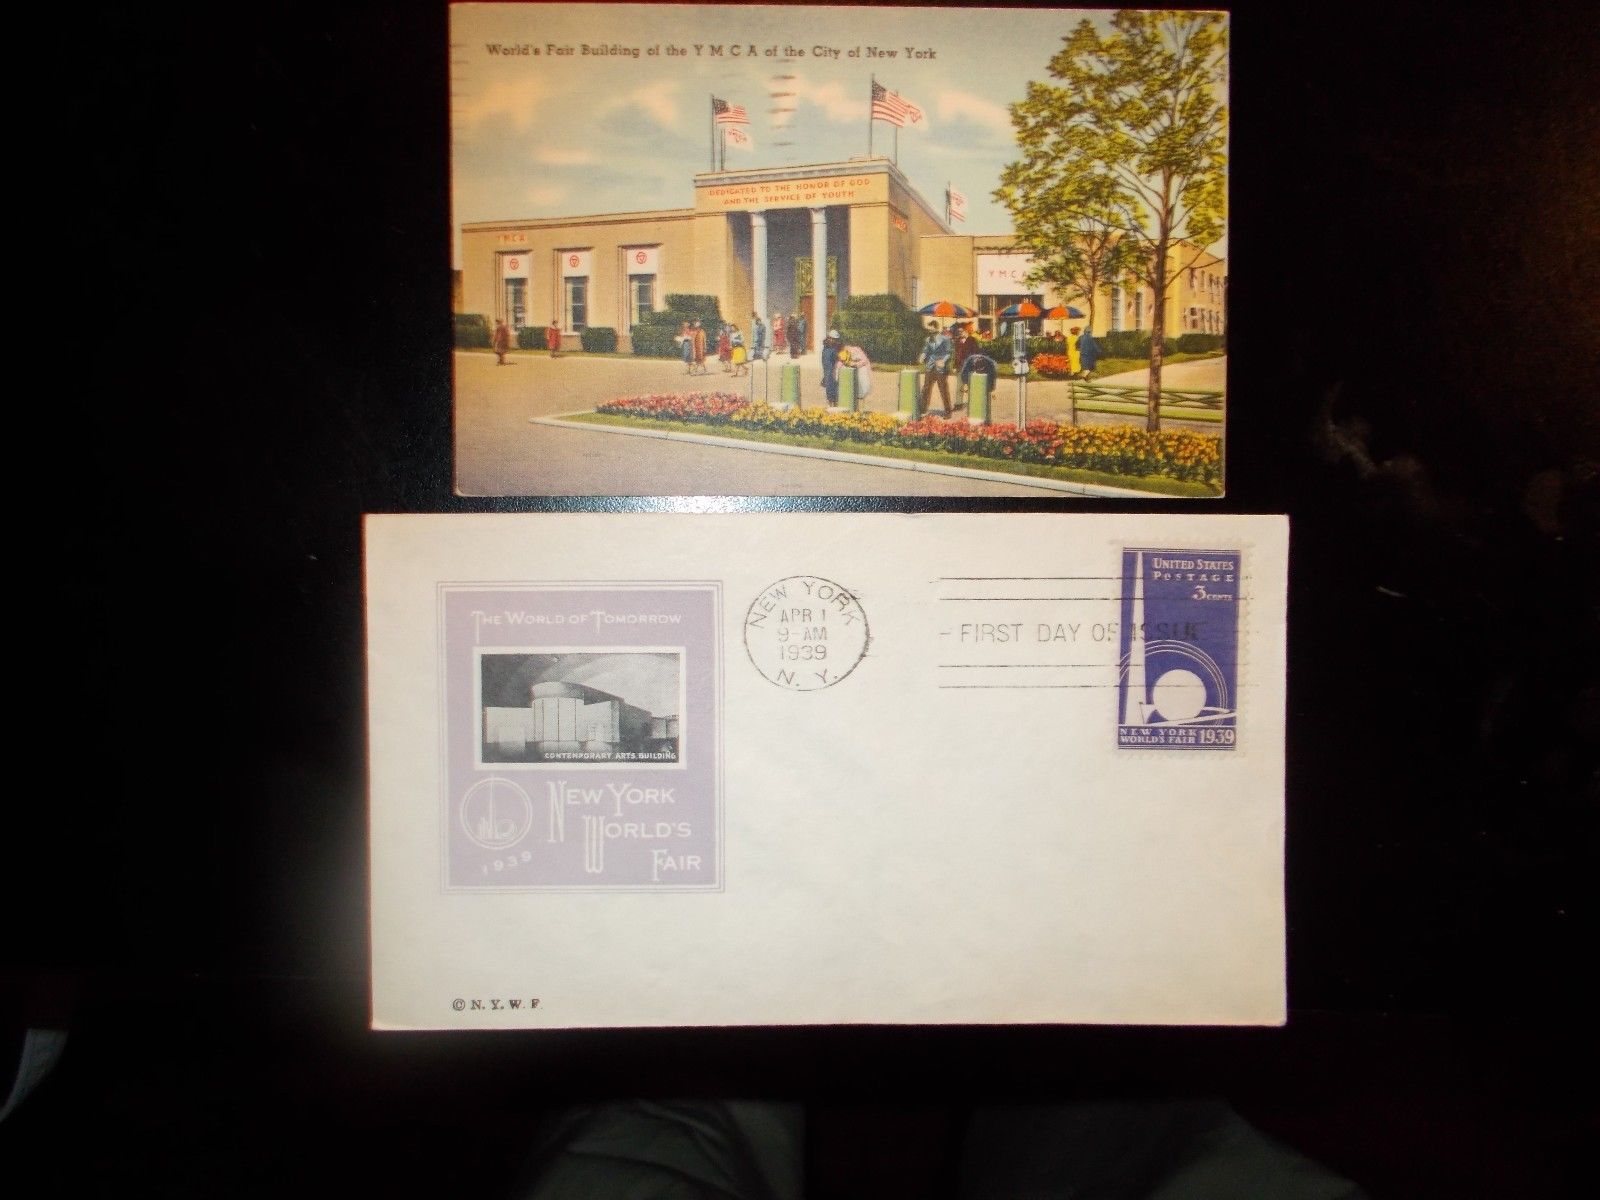 World's Fair Building of the Y M C A of the City of New York
DEDICATED TO THE HONOR OF GOD
AND THE SERVICE OF YOUTH
Y M C A
Y M C A
THE WORLD OF TOMORROW
CONTEMPORARY ARTS BUILDING
NEW YORK
WORLD'S
FAIR
1939
© N. Y. W. F.
NEW YORK
APR 1
9-AM
1939
N. Y.
FIRST DAY OF ISSUE
UNITED STATES
POSTAGE
3 CENTS
NEW YORK
WORLD'S FAIR 1939